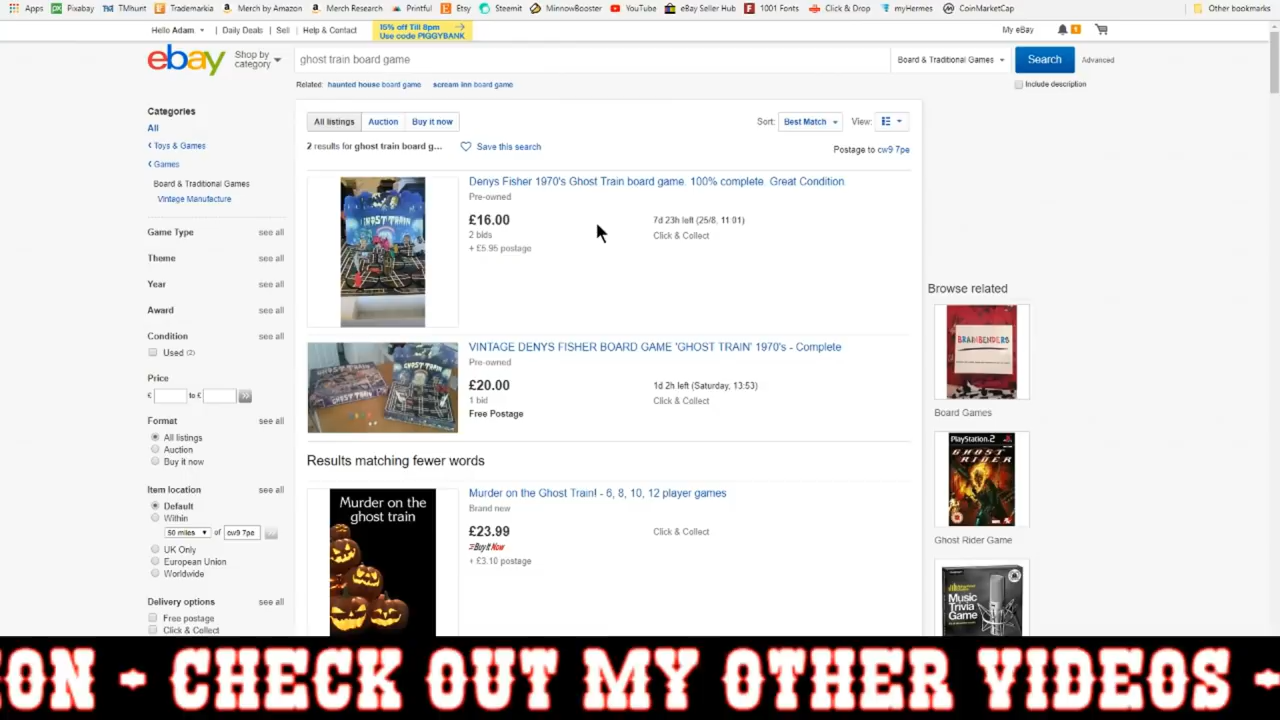 Apps Pixabay TMhunt Trademarkia Merch by Amazon Merch Research Printful Etsy Steemit MinnowBooster YouTube eBay Seller Hub 1001 Fonts Click & Drop myHermes CoinMarketCap Other bookmarks
Hello Adam Daily Deals Sell Help & Contact
15% off Till 8pm
Use code PIGGYBANK
My eBay 1
ebay
Shop by
category
ghost train board game
Board & Traditional Games
Search
Advanced
Related: haunted house board game scream inn board game
Include description
Categories
All
Toys & Games
Games
Board & Traditional Games
Vintage Manufacture
Game Type see all
Theme see all
Year see all
Award see all
Condition see all
Used (2)
Price
£ to £
Format see all
All listings
Auction
Buy it now
Item location see all
Default
Within
50 miles of cw9 7pe
UK Only
European Union
Worldwide
Delivery options see all
Free postage
Click & Collect
All listings Auction Buy it now
Sort: Best Match View:
2 results for ghost train board g... Save this search
Postage to cw9 7pe
Denys Fisher 1970's Ghost Train board game. 100% complete Great Condition
Pre-owned
£16.00
2 bids
+ £5.95 postage
7d 23h left (25/8, 11:01)
Click & Collect
GHOST TRAIN
VINTAGE DENYS FISHER BOARD GAME 'GHOST TRAIN' 1970's - Complete
Pre-owned
£20.00
1 bid
Free Postage
1d 2h left (Saturday, 13:53)
Click & Collect
GHOST TRAIN
GHOST TRAIN
Results matching fewer words
Murder on the Ghost Train! - 6, 8, 10, 12 player games
Brand new
£23.99
Buy It Now
+ £3.10 postage
Click & Collect
Murder on the
ghost train
Browse related
BRAINBENDERS
Board Games
PlayStation 2
GHOST
RIDER
Ghost Rider Game
Music
Trivia
Game
ON - CHECK OUT MY OTHER VIDEOS -